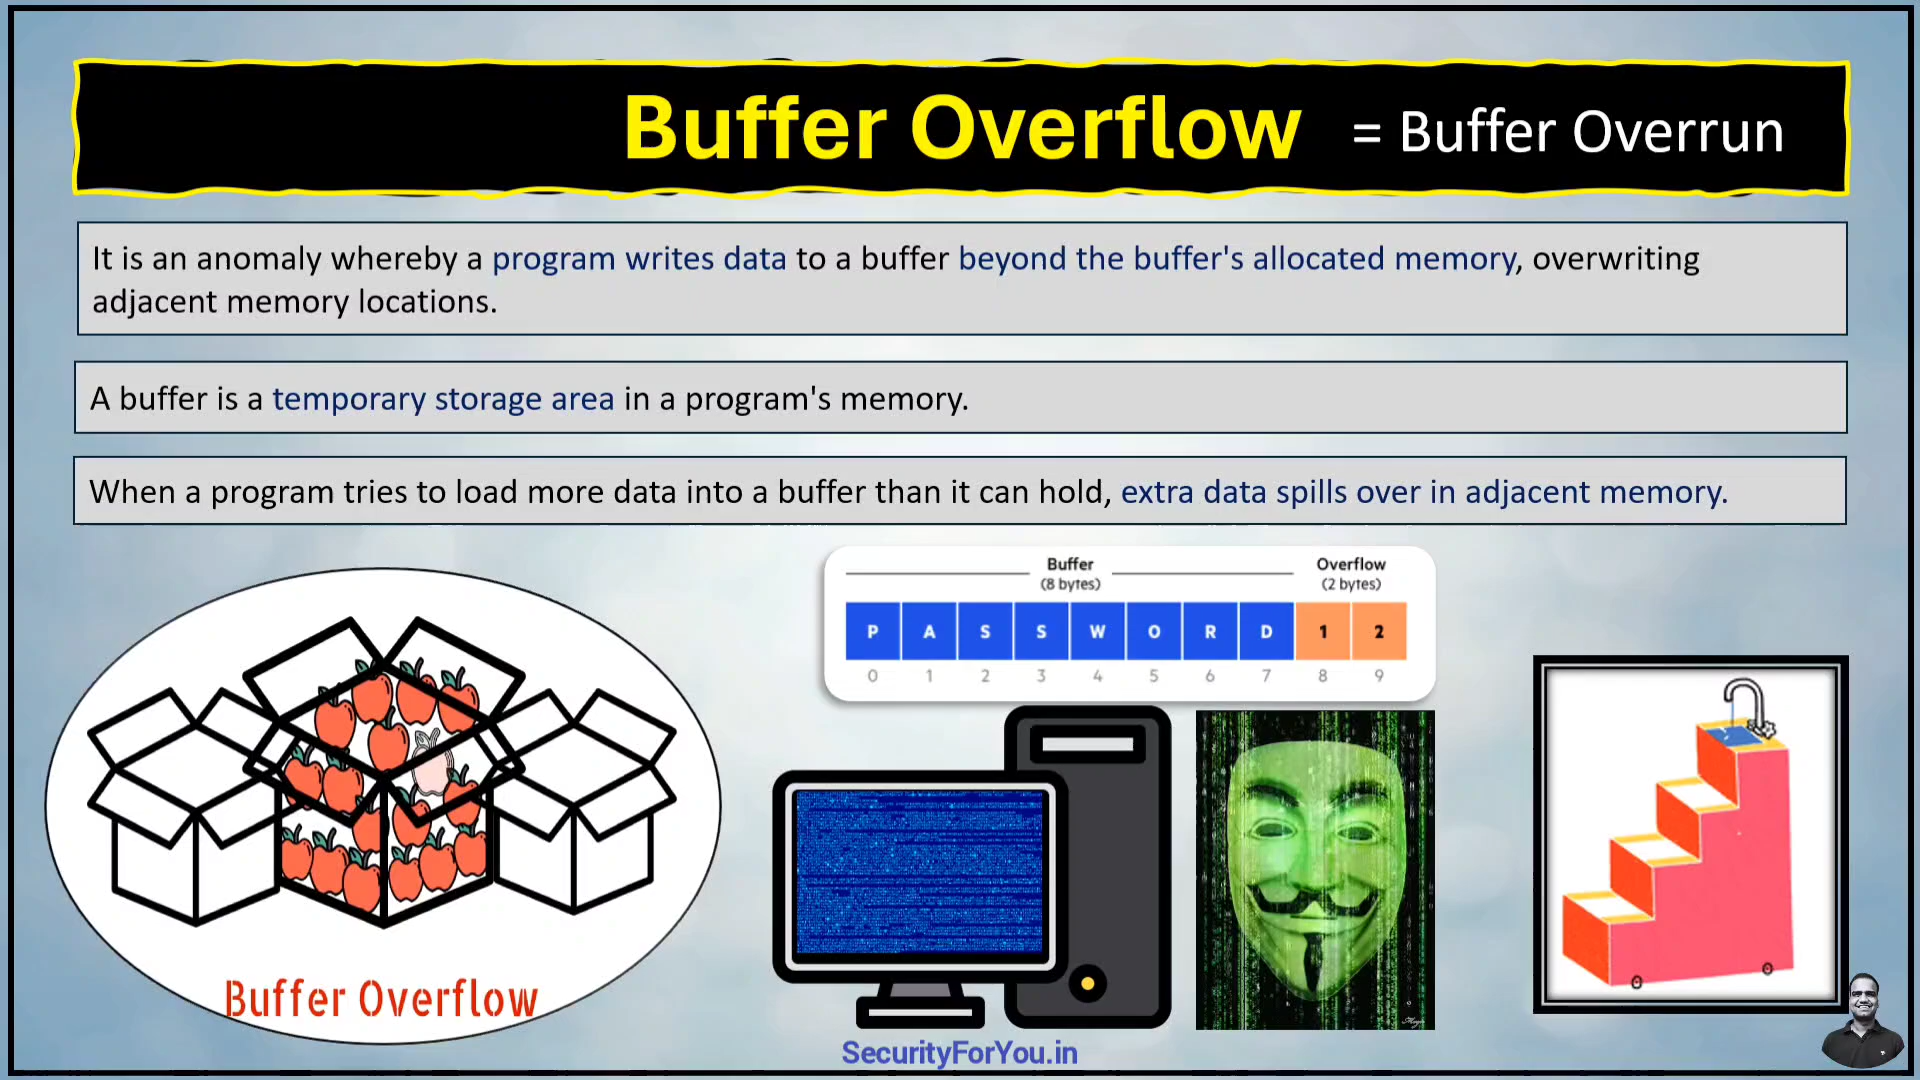 Buffer Overflow = Buffer Overrun
It is an anomaly whereby a program writes data to a buffer beyond the buffer's allocated memory, overwriting
adjacent memory locations.
A buffer is a temporary storage area in a program's memory.
When a program tries to load more data into a buffer than it can hold, extra data spills over in adjacent memory.
Buffer Overflow
(8 bytes) (2 bytes)
P A S S W O R D 1 2
0 1 2 3 4 5 6 7 8 9
Buffer Overflow
SecurityForYou.in